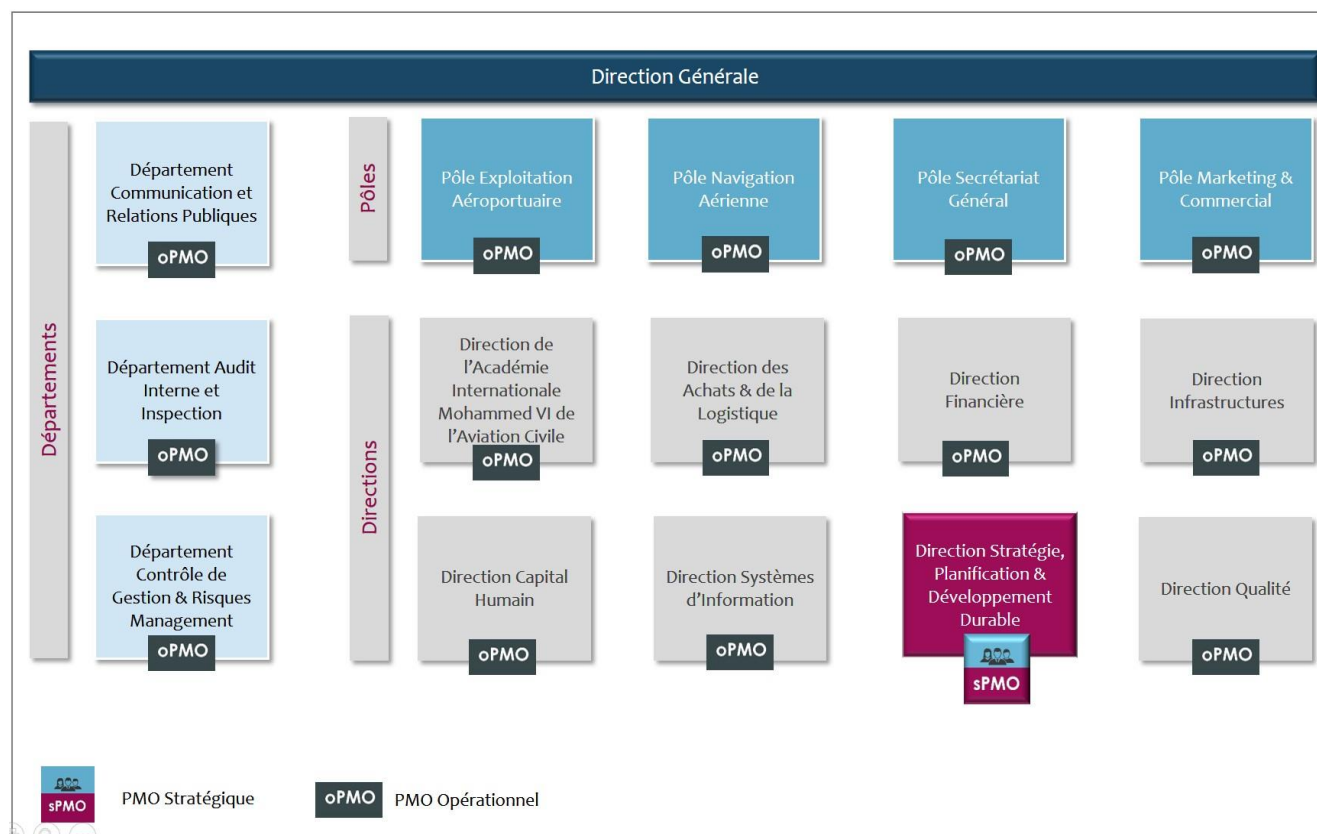 Direction Générale
Départements
Département
Communication et
Relations Publiques
oPMO
Département Audit
Interne et
Inspection
oPMO
Département
Contrôle de
Gestion & Risques
Management
oPMO
Pôles
Pôle Exploitation
Aéroportuaire
oPMO
Pôle Navigation
Aérienne
oPMO
Pôle Secrétariat
Général
oPMO
Pôle Marketing &
Commercial
oPMO
Directions
Direction de
l'Académie
Internationale
Mohammed VI de
l'Aviation Civile
oPMO
Direction des
Achats & de la
Logistique
oPMO
Direction
Financière
oPMO
Direction
Infrastructures
oPMO
Direction Capital
Humain
oPMO
Direction Systèmes
d'Information
oPMO
Direction Stratégie,
Planification &
Développement
Durable
sPMO
Direction Qualité
oPMO
sPMO
PMO Stratégique
oPMO
PMO Opérationnel